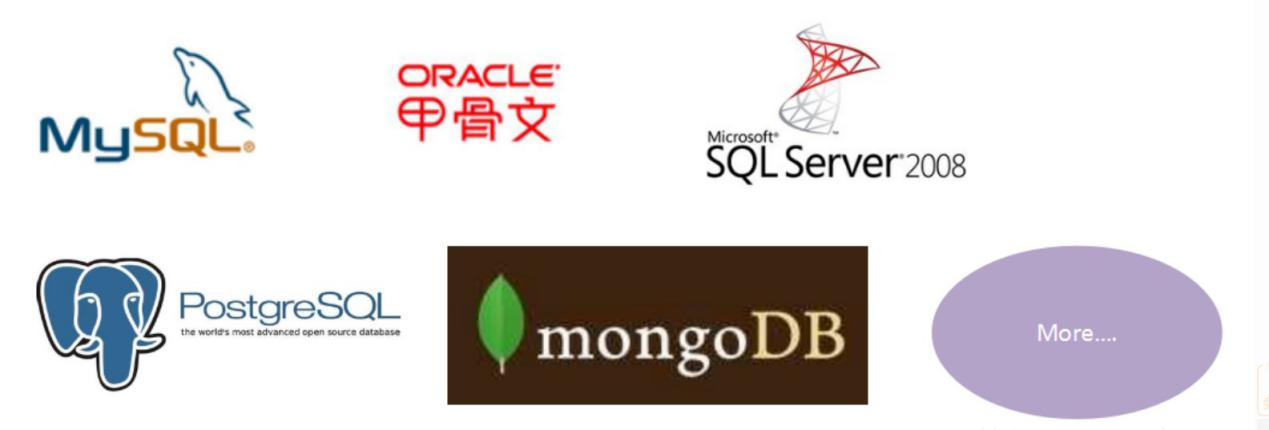 MySQL®
ORACLE®
甲骨文
Microsoft®
SQL Server® 2008
PostgreSQL
the world's most advanced open source database
mongoDB
More....